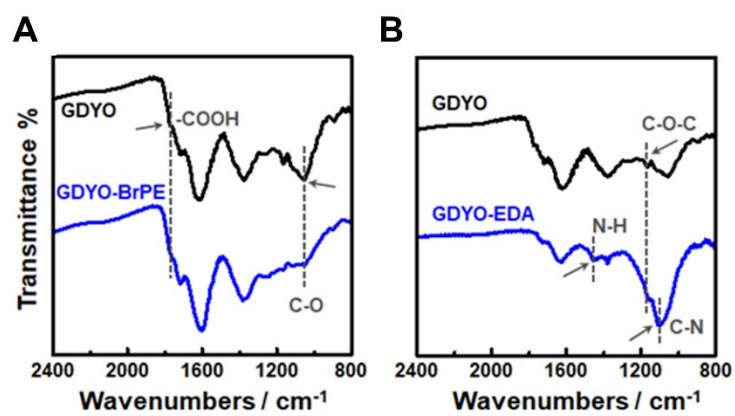 A
Transmittance %
GDYO
-COOH
GDYO-BrPE
C-O
2400 2000 1600 1200 800
Wavenumbers / cm⁻¹
B
GDYO
C-O-C
GDYO-EDA
N-H
C-N
2400 2000 1600 1200 800
Wavenumbers / cm⁻¹